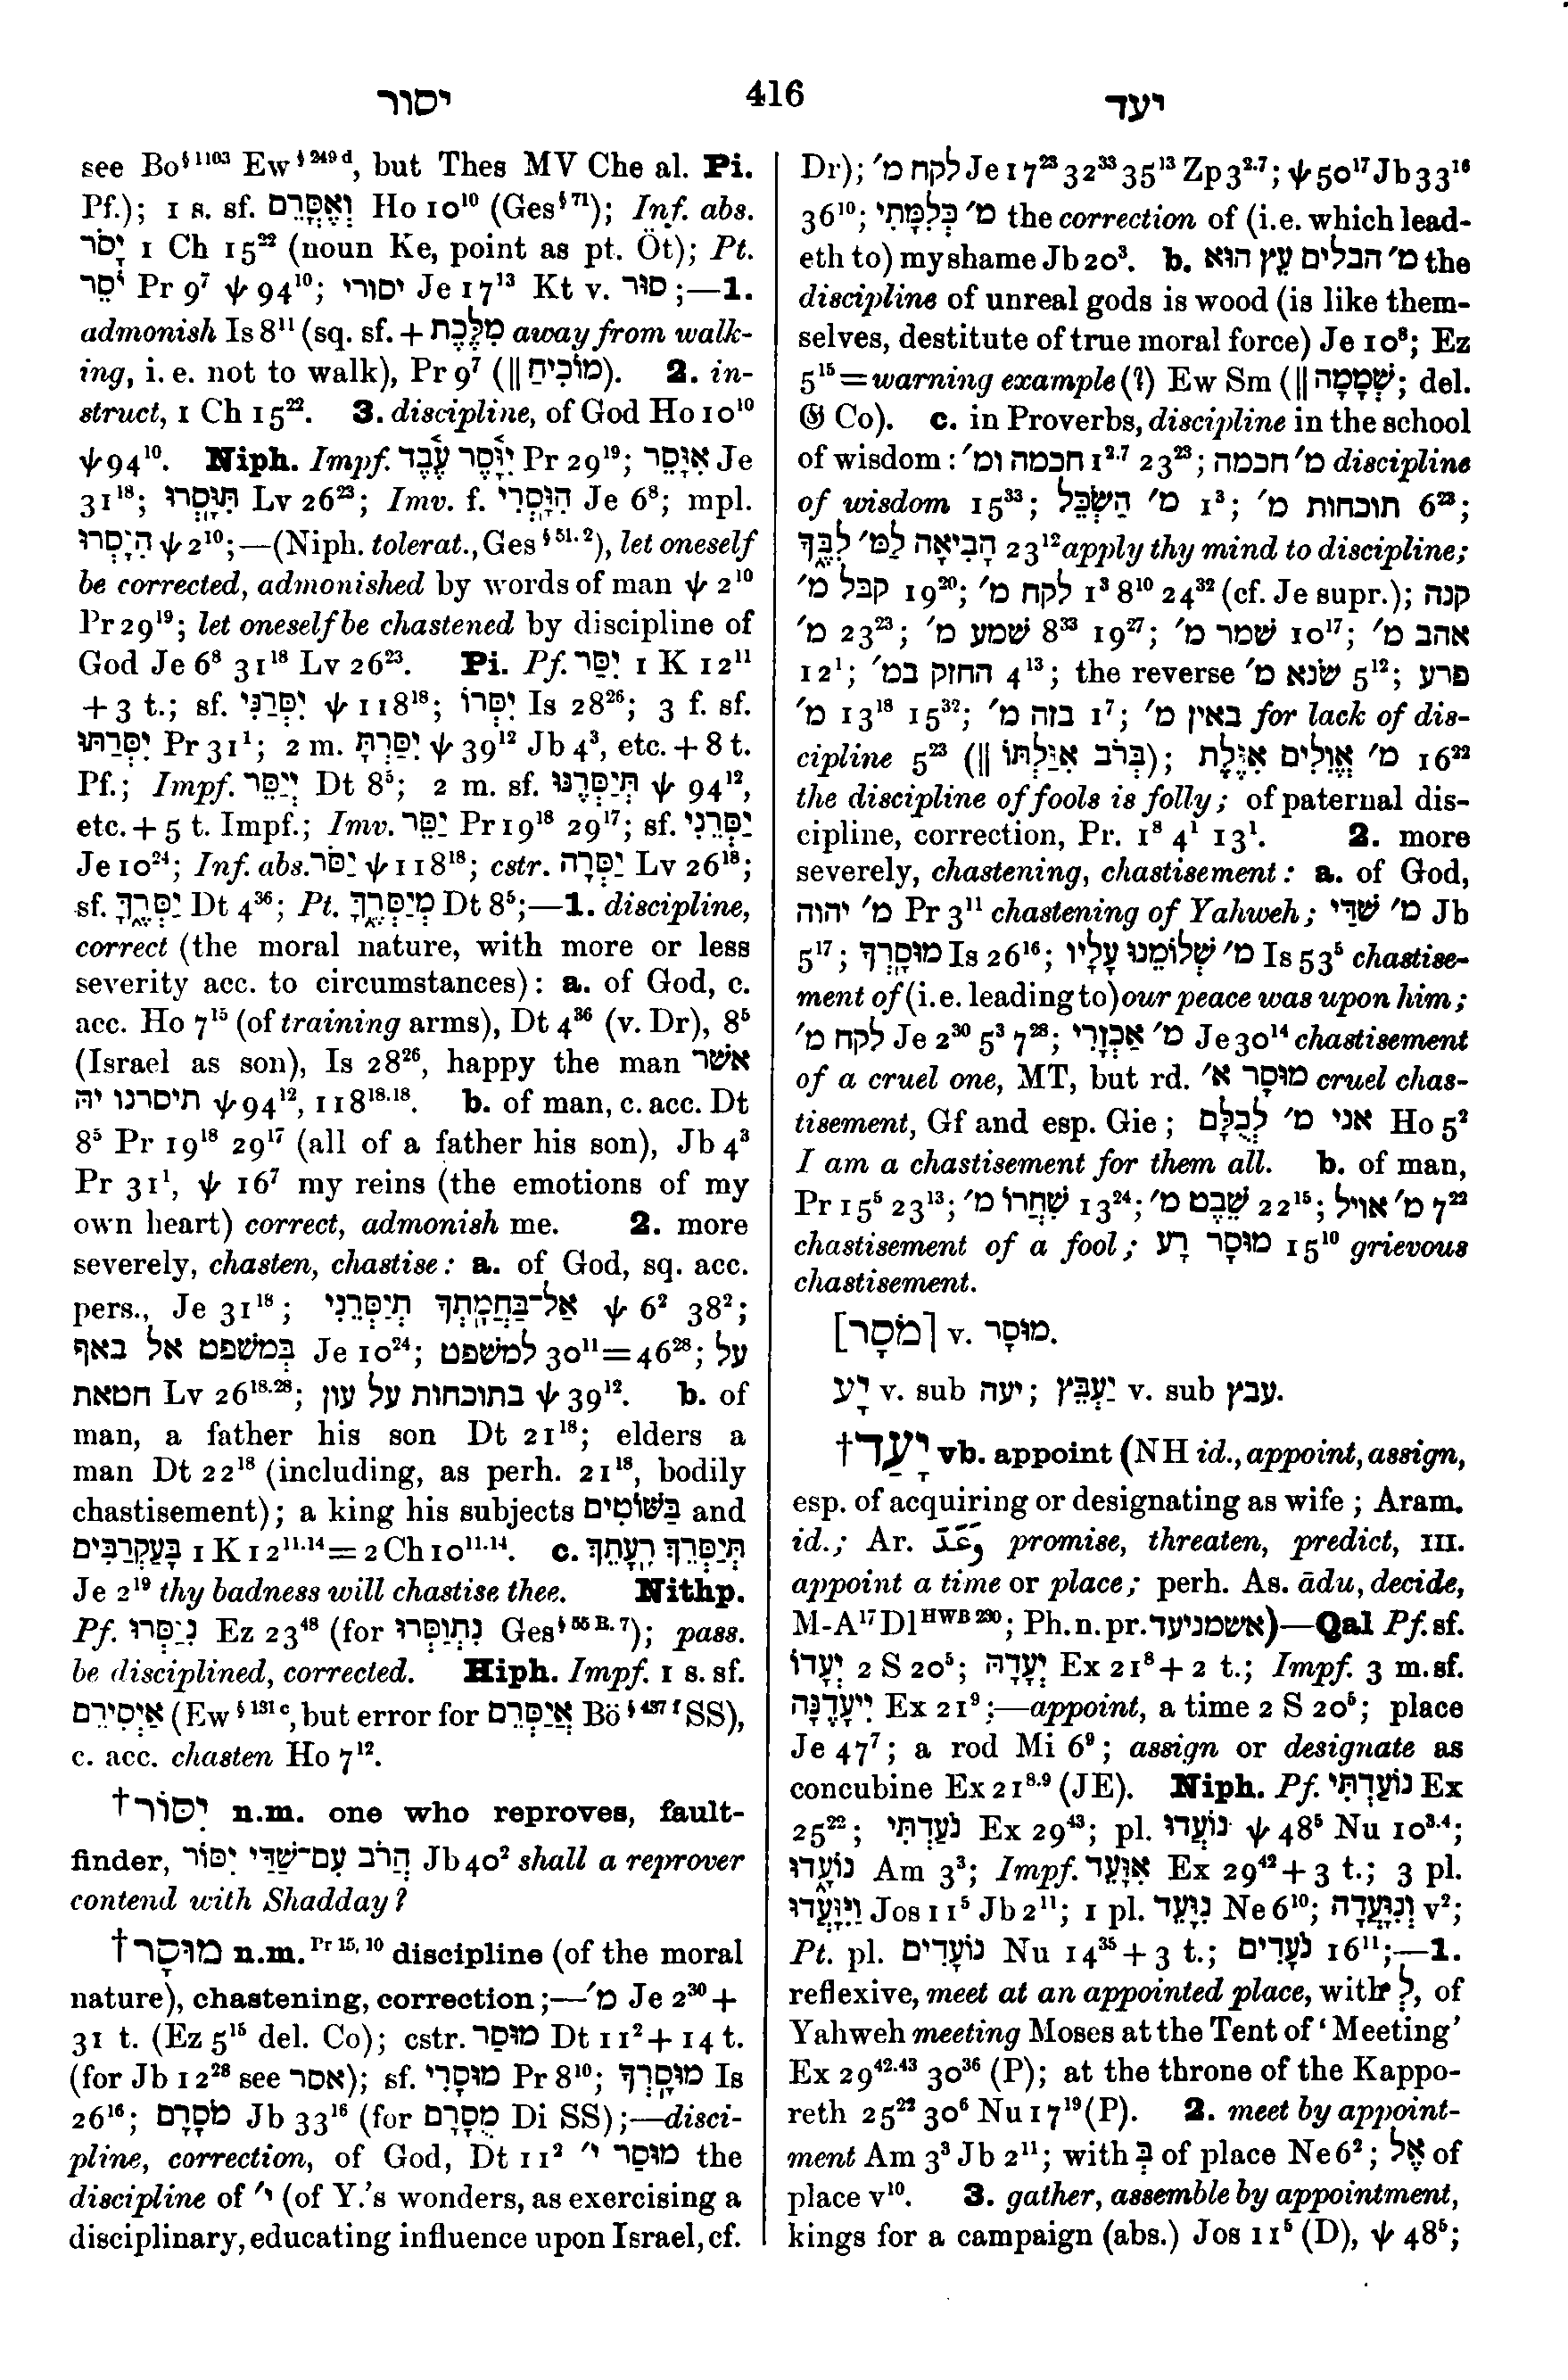 יסור 416 יעד
see Bo§1103 Ew§249d, but Thes MV Che al. Pi.
Pf.); 1 s. sf. וְאֶסֳּרֵם Ho 10¹⁰ (Ges§71); Inf. abs.
יָסֹר 1 Ch 15²² (noun Ke, point as pt. Öt); Pt.
יֹסֵר Pr 9⁷ ψ 94¹⁰; יסורי Je 17¹³ Kt v. סוּר;—1.
admonish Is 8¹¹ (sq. sf. + מִלֶּכֶת away from walk-
ing, i. e. not to walk), Pr 9⁷ (|| מוֹכִיחַ). 2. in-
struct, 1 Ch 15²². 3. discipline, of God Ho 10¹⁰
ψ 94¹⁰. Niph. Impf. יִוָּסֶר עָ֫בֶד Pr 29¹⁹; אִוָּסֵר Je
31¹⁸; תִּוָּסְרוּ Lv 26²³; Imv. f. הִוָּסְרִי Je 6⁸; mpl.
הִוָּסְרוּ ψ 2¹⁰;—(Niph. tolerat., Ges§51.2), let oneself
be corrected, admonished by words of man ψ 2¹⁰
Pr 29¹⁹; let oneself be chastened by discipline of
God Je 6⁸ 31¹⁸ Lv 26²³. Pi. Pf. יִסַּר 1 K 12¹¹
+ 3 t.; sf. יִסְּרַנִּי ψ 118¹⁸; יִסְּרוֹ Is 28²⁶; 3 f. sf.
יִסְּרַתּוּ Pr 31¹; 2 m. יִסַּרְתָּ ψ 39¹² Jb 4³, etc. + 8 t.
Pf.; Impf. יְיַסֵּר Dt 8⁵; 2 m. sf. תְּיַסְּרֶנּוּ ψ 94¹²,
etc. + 5 t. Impf.; Imv. יַסֵּר Pr 19¹⁸ 29¹⁷; sf. יַסְּרֵנִי
Je 10²⁴; Inf. abs. יַסֹּר ψ 118¹⁸; cstr. יַסְּרָה Lv 26¹⁸;
sf. יַסְּרֶךָּ Dt 4³⁶; Pt. מְיַסְּרֶךָּ Dt 8⁵;—1. discipline,
correct (the moral nature, with more or less
severity acc. to circumstances): a. of God, c.
acc. Ho 7¹⁵ (of training arms), Dt 4³⁶ (v. Dr), 8⁵
(Israel as son), Is 28²⁶, happy the man אשׁר
תיסרנו יה ψ 94¹², 118¹⁸·¹⁸. b. of man, c. acc. Dt
8⁵ Pr 19¹⁸ 29¹⁷ (all of a father his son), Jb 4³
Pr 31¹, ψ 16⁷ my reins (the emotions of my
own heart) correct, admonish me. 2. more
severely, chasten, chastise: a. of God, sq. acc.
pers., Je 31¹⁸; אַל־בַּחֲמָתְךָ תְיַסְּרֵנִי ψ 6² 38²;
בְּמשׁפט אל באף Je 10²⁴; למשׁפט 30¹¹ = 46²⁸; על
חטאת Lv 26¹⁸·²⁸; בתוכחות על עון ψ 39¹². b. of
man, a father his son Dt 21¹⁸; elders a
man Dt 22¹⁸ (including, as perh. 21¹⁸, bodily
chastisement); a king his subjects בַּשּׁוֹטִים and
בָּעַקְרַבִּים 1 K 12¹¹·¹⁴ = 2 Ch 10¹¹·¹⁴. c. תְּיַסְּרֵךְ רָעָתֵךְ
Je 2¹⁹ thy badness will chastise thee. Nithp.
Pf. נִוַּסְּרוּ Ez 23⁴⁸ (for נִתְוַסְּרוּ Ges§55 R. 7); pass.
be disciplined, corrected. Hiph. Impf. 1 s. sf.
אַיְסִירֵם (Ew§131 c, but error for אֲיַסְּרֵם Bö§437 f SS),
c. acc. chasten Ho 7¹².
†יִסּוֹר n.m. one who reproves, fault-
finder, הֲרֹב עִם־שַׁדַּי יִסּוֹר Jb 40² shall a reprover
contend with Shadday?
†מוּסָר n.m. Pr 15, 10 discipline (of the moral
nature), chastening, correction;—מ׳ Je 2³⁰ +
31 t. (Ez 5¹⁵ del. Co); cstr. מוּסַר Dt 11² + 14 t.
(for Jb 12²⁸ see אסר); sf. מוּסָרִי Pr 8¹⁰; מוּסָרְךָ Is
26¹⁶; מֹסָרָם Jb 33¹⁶ (for מֻסָרָם Di SS);—disci-
pline, correction, of God, Dt 11² מוּסַר י״ the
discipline of י״ (of Y.'s wonders, as exercising a
disciplinary, educating influence upon Israel, cf.
Dr); לקח מ׳ Je 17²³ 32³³ 35¹³ Zp 3²·⁷; ψ 50¹⁷ Jb 33¹⁶
36¹⁰; מ׳ כְּלִמָּתִי the correction of (i.e. which lead-
eth to) my shame Jb 20³. b. מ׳ הבלים עֵץ הוא the
discipline of unreal gods is wood (is like them-
selves, destitute of true moral force) Je 10⁸; Ez
5¹⁵ = warning example (?) Ew Sm (|| שְׁמָמָה; del.
𝔊 Co). c. in Proverbs, discipline in the school
of wisdom: חכמה ומ׳ 1²·⁷ 23²³; מ׳ חכמה discipline
of wisdom 15³³; מ׳ הַשְׂכֵּל 1³; תוכחות מ׳ 6²³;
הָבִיאָה לַמּ׳ לִבֶּךָ 23¹² apply thy mind to discipline;
קבל מ׳ 19²⁰; לקח מ׳ 1³ 8¹⁰ 24³² (cf. Je supr.); קנה
מ׳ 23²³; שׁמע מ׳ 8³³ 19²⁷; שׁמר מ׳ 10¹⁷; אהב מ׳
12¹; החזק במ׳ 4¹³; the reverse שׂנא מ׳ 5¹²; פרע
מ׳ 13¹⁸ 15³²; בזה מ׳ 1⁷; באין מ׳ for lack of dis-
cipline 5²³ (|| בְּרֹב אִוַּלְתּוֹ); מ׳ אֱוִלִים אִוֶּלֶת 16²²
the discipline of fools is folly; of paternal dis-
cipline, correction, Pr. 1⁸ 4¹ 13¹. 2. more
severely, chastening, chastisement: a. of God,
מ׳ יהוה Pr 3¹¹ chastening of Yahweh; מ׳ שַׁדַּי Jb
5¹⁷; מוּסָרְךָ Is 26¹⁶; מ׳ שְׁלוֹמֵנוּ עָלָיו Is 53⁵ chastise-
ment of (i.e. leading to) our peace was upon him;
לקח מ׳ Je 2³⁰ 5³ 7²⁸; מ׳ אַכְזָרִי Je 30¹⁴ chastisement
of a cruel one, MT, but rd. מוּסָר א׳ cruel chas-
tisement, Gf and esp. Gie; אני מ׳ לְכֻלָּם Ho 5²
I am a chastisement for them all. b. of man,
Pr 15⁵ 23¹³; שִׁחֲרוֹ מ׳ 13²⁴; שֵׁבֶט מ׳ 22¹⁵; מ׳ אויל 7²²
chastisement of a fool; מוּסָר רָע 15¹⁰ grievous
chastisement.
[מֹסָר] v. מוּסָר.
יָע v. sub יעה; יַעְבֵּץ v. sub עבץ.
†יָעַד vb. appoint (NH id., appoint, assign,
esp. of acquiring or designating as wife; Aram.
id.; Ar. وَعَدَ promise, threaten, predict, III.
appoint a time or place; perh. As. ādu, decide,
M-A¹⁷ Dl HWB 230; Ph. n. pr. אשמניעד)—Qal Pf. sf.
יְעָדוֹ 2 S 20⁵; יְעָדָהּ Ex 21⁸ + 2 t.; Impf. 3 m. sf.
יִיעָדֶנָּה Ex 21⁹;—appoint, a time 2 S 20⁵; place
Je 47⁷; a rod Mi 6⁹; assign or designate as
concubine Ex 21⁸·⁹ (JE). Niph. Pf. נוֹעַדְתִּי Ex
25²²; נֹעַדְתִּי Ex 29⁴³; pl. נוֹעֲדוּ ψ 48⁵ Nu 10³·⁴;
נוֹעָדוּ Am 3³; Impf. אִוָּעֵד Ex 29⁴² + 3 t.; 3 pl.
וַיִּוָּעֲדוּ Jos 11⁵ Jb 2¹¹; 1 pl. נִוָּעֵד Ne 6¹⁰; וְנִוָּעֲדָה v²;
Pt. pl. נוֹעָדִים Nu 14³⁵ + 3 t.; נֹעָדִים 16¹¹;—1.
reflexive, meet at an appointed place, with לְ, of
Yahweh meeting Moses at the Tent of ‘Meeting’
Ex 29⁴²·⁴³ 30³⁶ (P); at the throne of the Kappo-
reth 25²² 30⁶ Nu 17¹⁹ (P). 2. meet by appoint-
ment Am 3³ Jb 2¹¹; with בְּ of place Ne 6²; אֶל of
place v¹⁰. 3. gather, assemble by appointment,
kings for a campaign (abs.) Jos 11⁵ (D), ψ 48⁵;